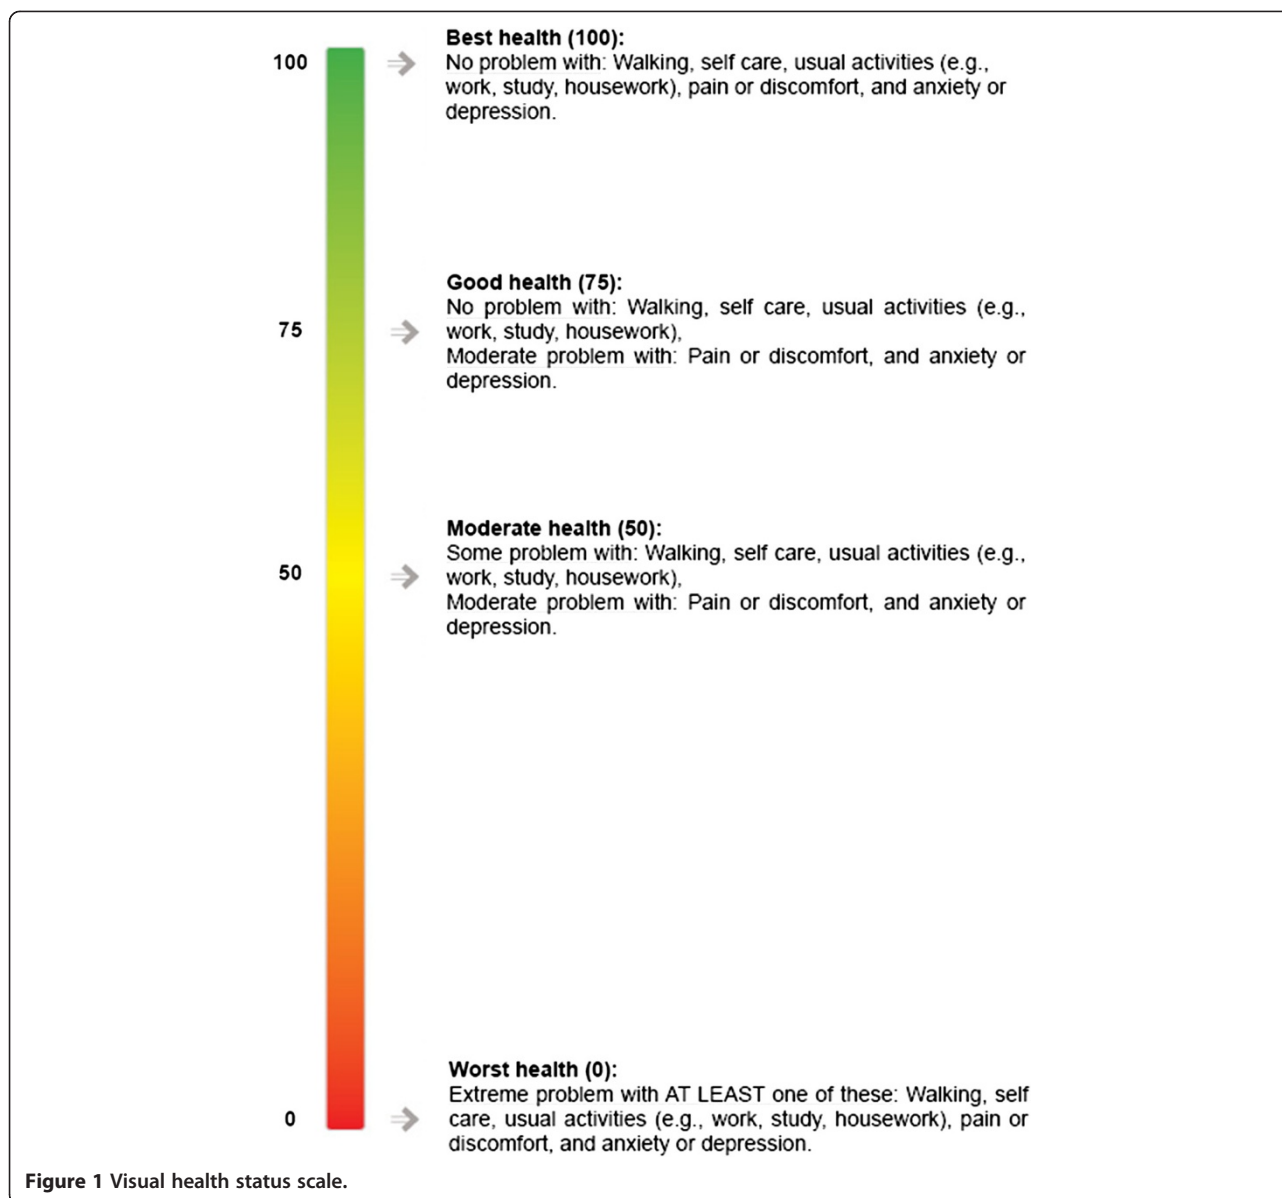 100
Best health (100):
No problem with: Walking, self care, usual activities (e.g.,
work, study, housework), pain or discomfort, and anxiety or
depression.
75
Good health (75):
No problem with: Walking, self care, usual activities (e.g.,
work, study, housework),
Moderate problem with: Pain or discomfort, and anxiety or
depression.
50
Moderate health (50):
Some problem with: Walking, self care, usual activities (e.g.,
work, study, housework),
Moderate problem with: Pain or discomfort, and anxiety or
depression.
0
Worst health (0):
Extreme problem with AT LEAST one of these: Walking, self
care, usual activities (e.g., work, study, housework), pain or
discomfort, and anxiety or depression.
Figure 1 Visual health status scale.